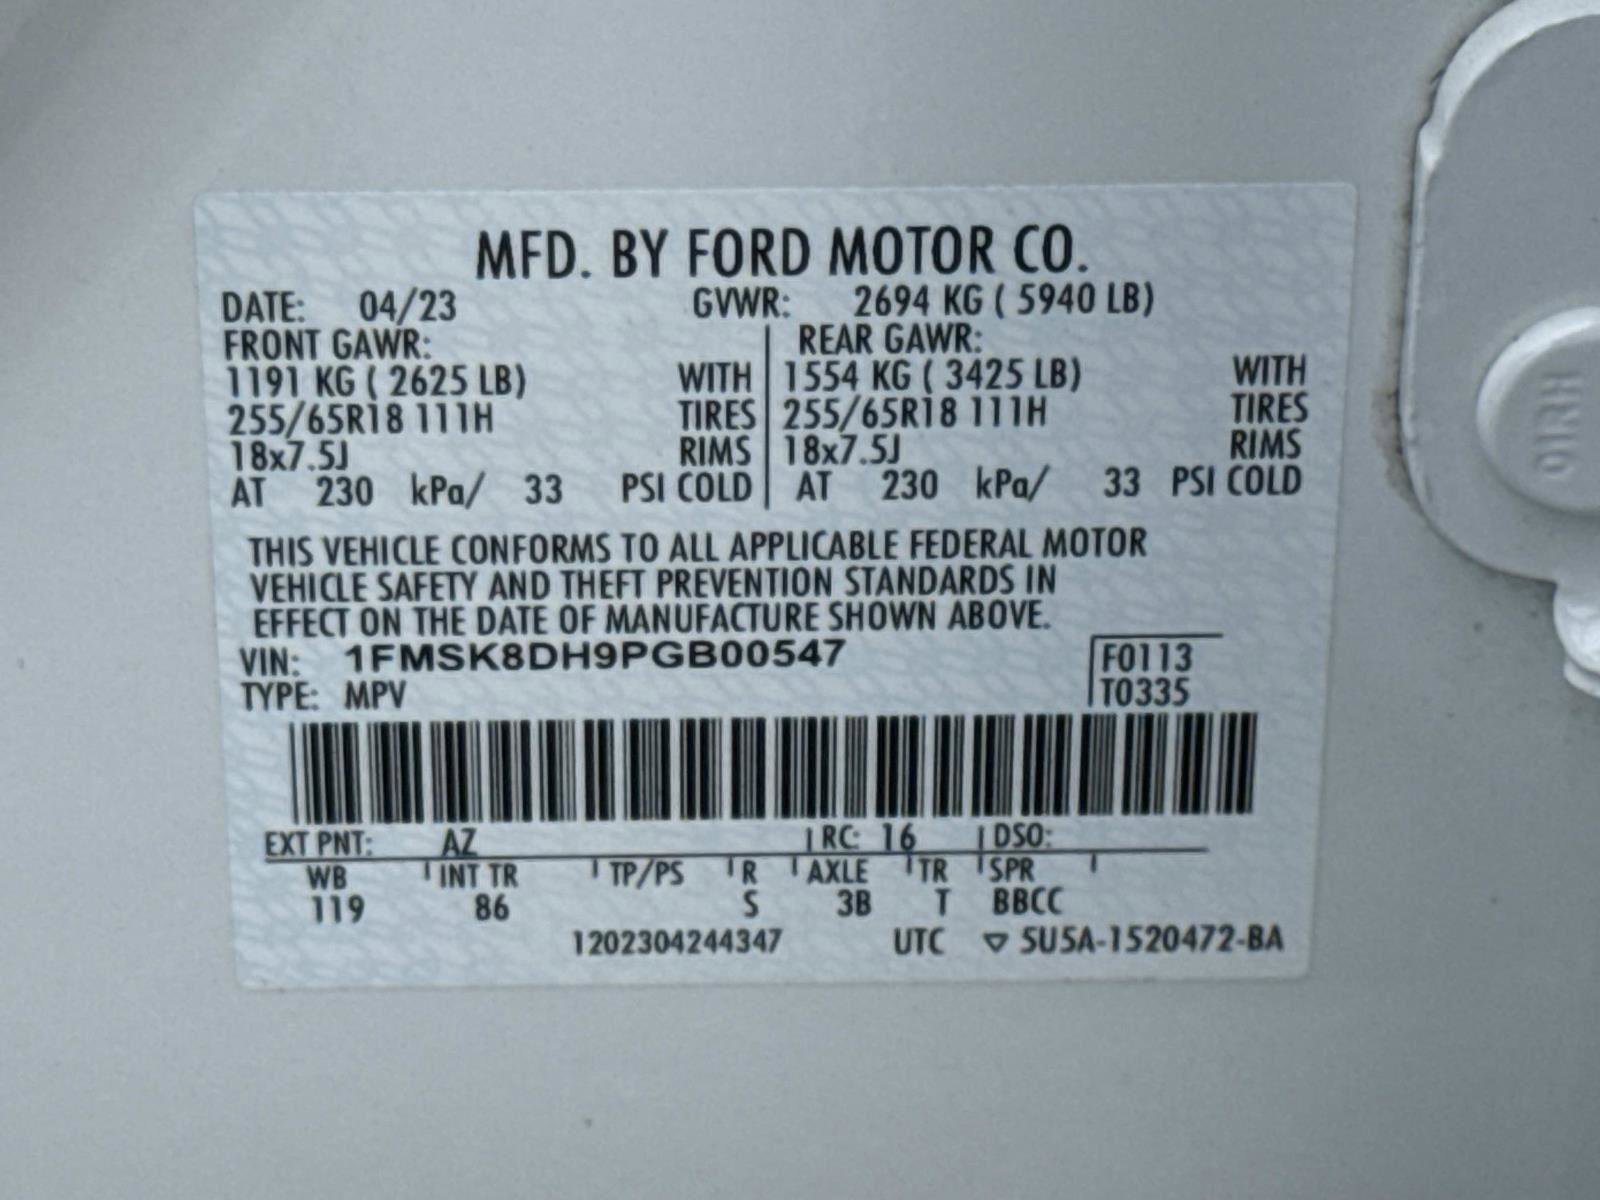 MFD. BY FORD MOTOR CO.
DATE: 04/23 GVWR: 2694 KG ( 5940 LB)
FRONT GAWR: REAR GAWR:
1191 KG ( 2625 LB) WITH 1554 KG ( 3425 LB) WITH
255/65R18 111H TIRES 255/65R18 111H TIRES
18x7.5J RIMS 18x7.5J RIMS
AT 230 kPa/ 33 PSI COLD AT 230 kPa/ 33 PSI COLD
THIS VEHICLE CONFORMS TO ALL APPLICABLE FEDERAL MOTOR
VEHICLE SAFETY AND THEFT PREVENTION STANDARDS IN
EFFECT ON THE DATE OF MANUFACTURE SHOWN ABOVE.
VIN: 1FMSK8DH9PGB00547 F0113
TYPE: MPV T0335
EXT PNT: AZ RC: 16 DSO:
WB INT TR TP/PS R AXLE TR SPR
119 86 S 3B T BBCC
1202304244347 UTC ▽ 5U5A-1520472-BA